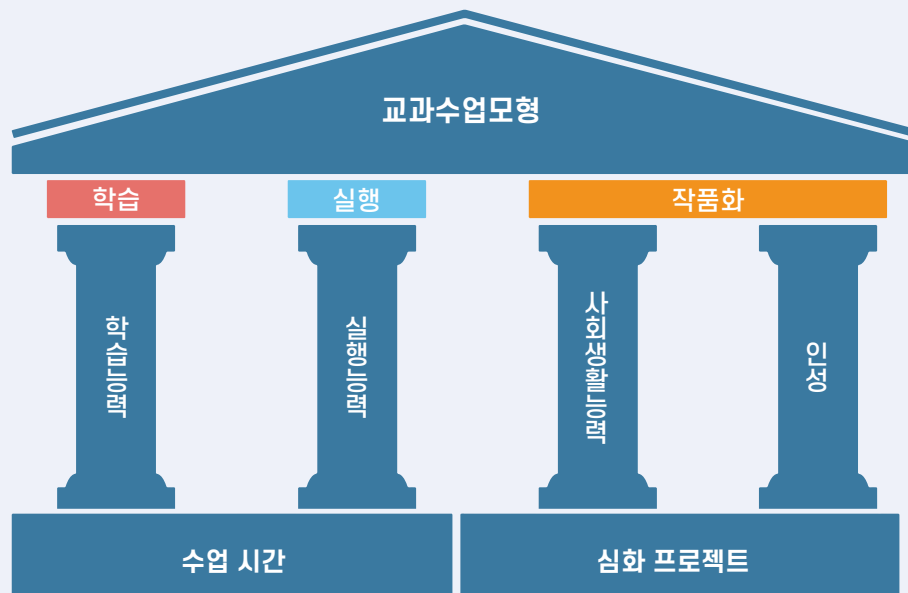 교과수업모형
학습
실행
작품화
학습능력
실행능력
사회생활능력
인성
수업 시간
심화 프로젝트